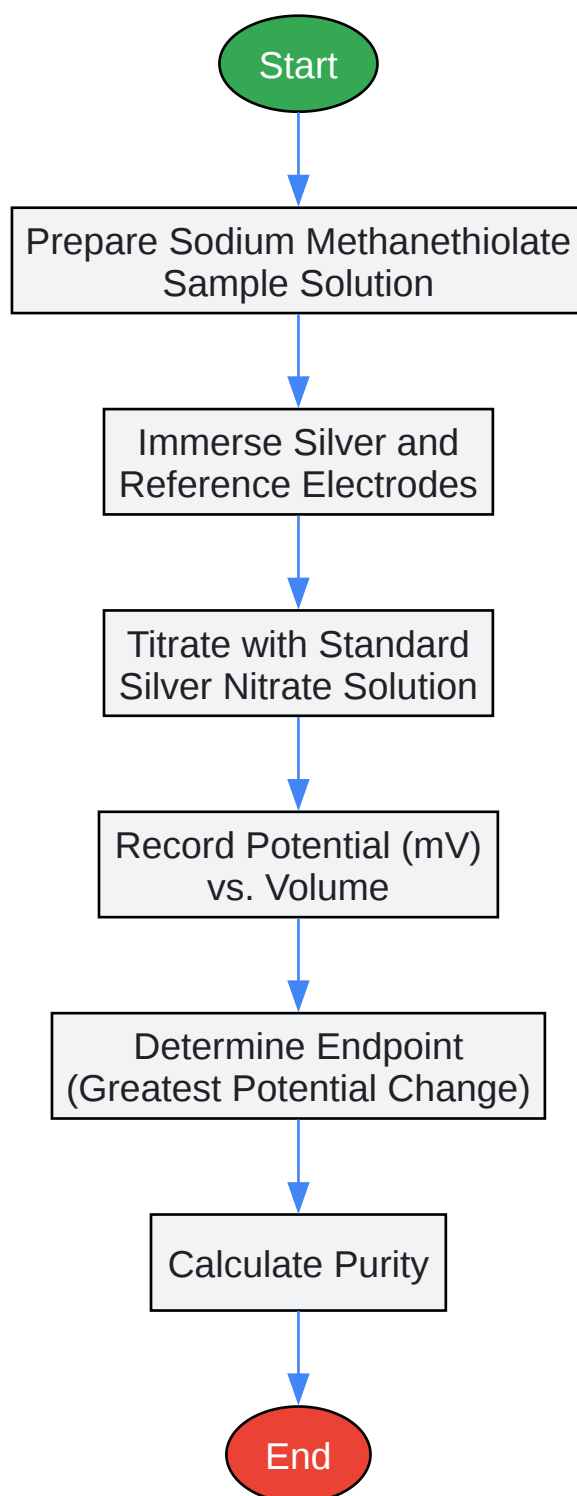 Start
Prepare Sodium Methanethiolate
Sample Solution
Immerse Silver and
Reference Electrodes
Titrate with Standard
Silver Nitrate Solution
Record Potential (mV)
vs. Volume
Determine Endpoint
(Greatest Potential Change)
Calculate Purity
End